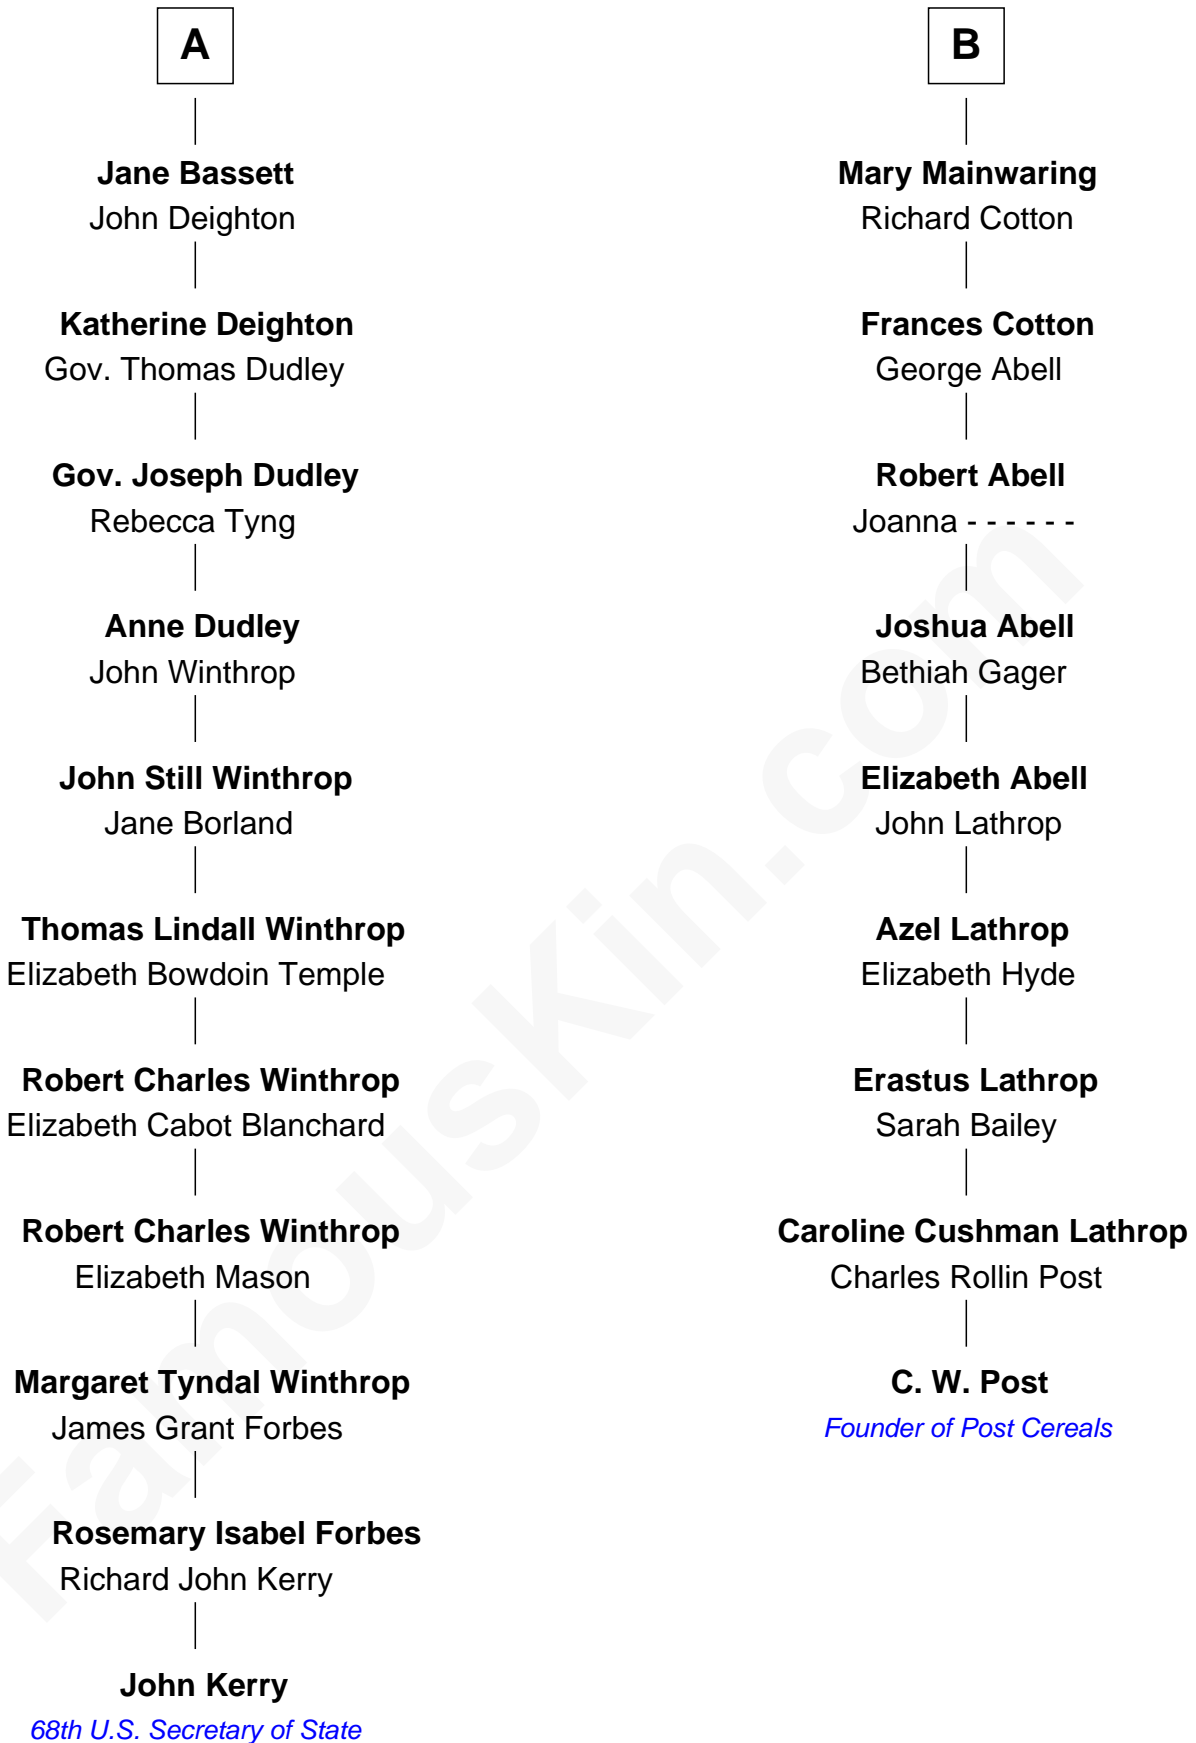 A
Jane Bassett
John Deighton
Katherine Deighton
Gov. Thomas Dudley
Gov. Joseph Dudley
Rebecca Tyng
Anne Dudley
John Winthrop
John Still Winthrop
Jane Borland
Thomas Lindall Winthrop
Elizabeth Bowdoin Temple
Robert Charles Winthrop
Elizabeth Cabot Blanchard
Robert Charles Winthrop
Elizabeth Mason
Margaret Tyndal Winthrop
James Grant Forbes
Rosemary Isabel Forbes
Richard John Kerry
John Kerry
68th U.S. Secretary of State
B
Mary Mainwaring
Richard Cotton
Frances Cotton
George Abell
Robert Abell
Joanna - - - - - -
Joshua Abell
Bethiah Gager
Elizabeth Abell
John Lathrop
Azel Lathrop
Elizabeth Hyde
Erastus Lathrop
Sarah Bailey
Caroline Cushman Lathrop
Charles Rollin Post
C. W. Post
Founder of Post Cereals
FamousKin.com